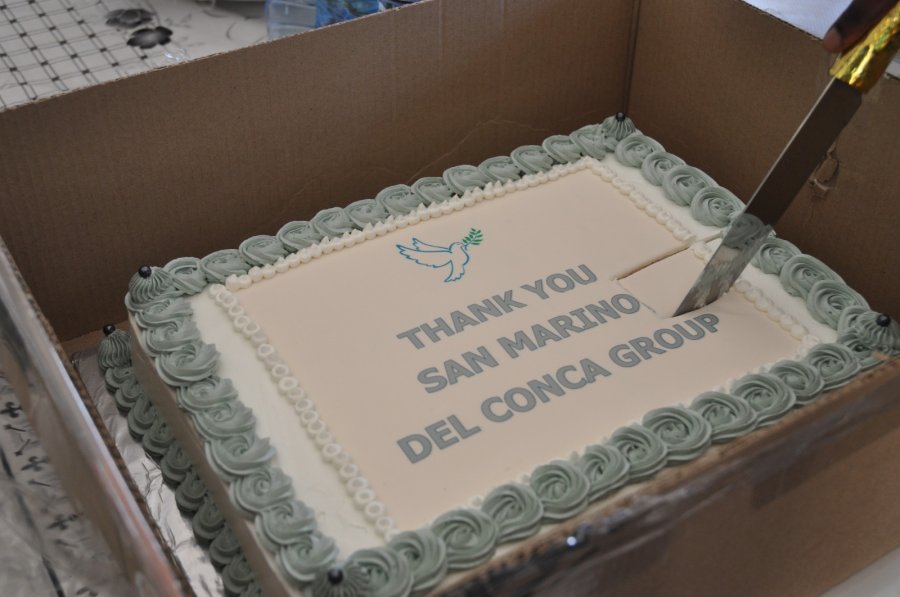 THANK YOU
SAN MARINO
DEL CONCA GROUP